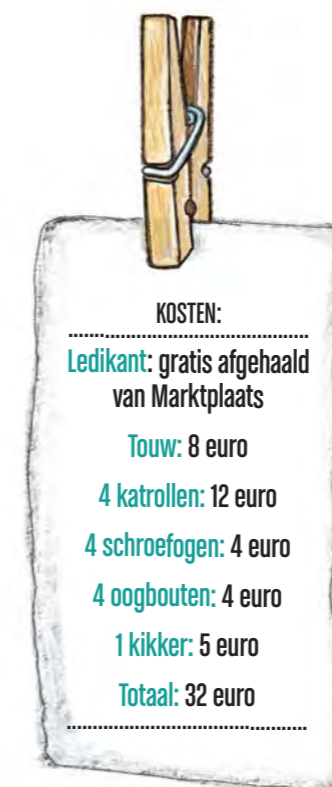 KOSTEN:
Ledikant: gratis afgehaald
van Marktplaats
Touw: 8 euro
4 katrollen: 12 euro
4 schroefogen: 4 euro
4 oogbouten: 4 euro
1 kikker: 5 euro
Totaal: 32 euro